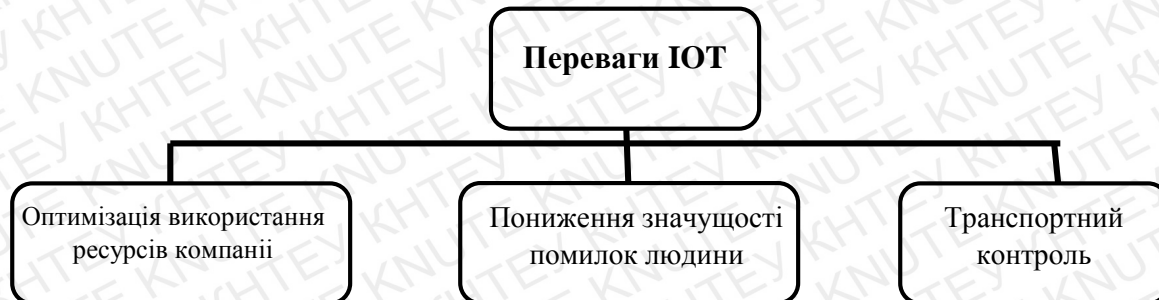 Переваги ІОТ
Оптимізація використання
ресурсів компанії
Пониження значущості
помилок людини
Транспортний
контроль